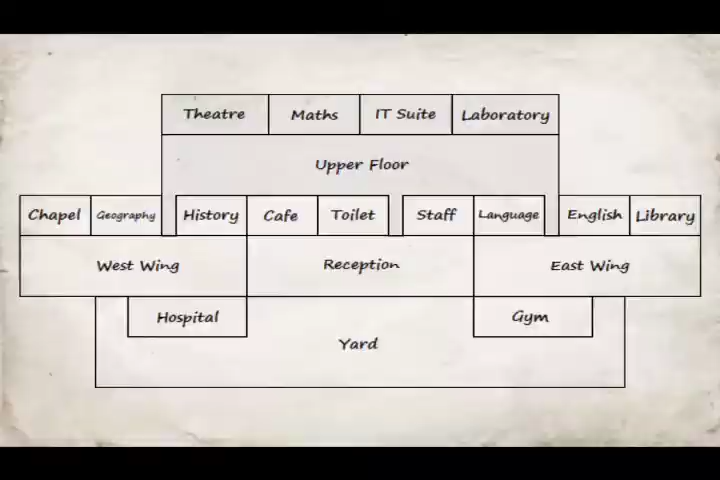 Theatre Maths IT Suite Laboratory
Upper Floor
Chapel Geography History Cafe Toilet Staff Language English Library
West Wing Reception East Wing
Hospital Gym
Yard